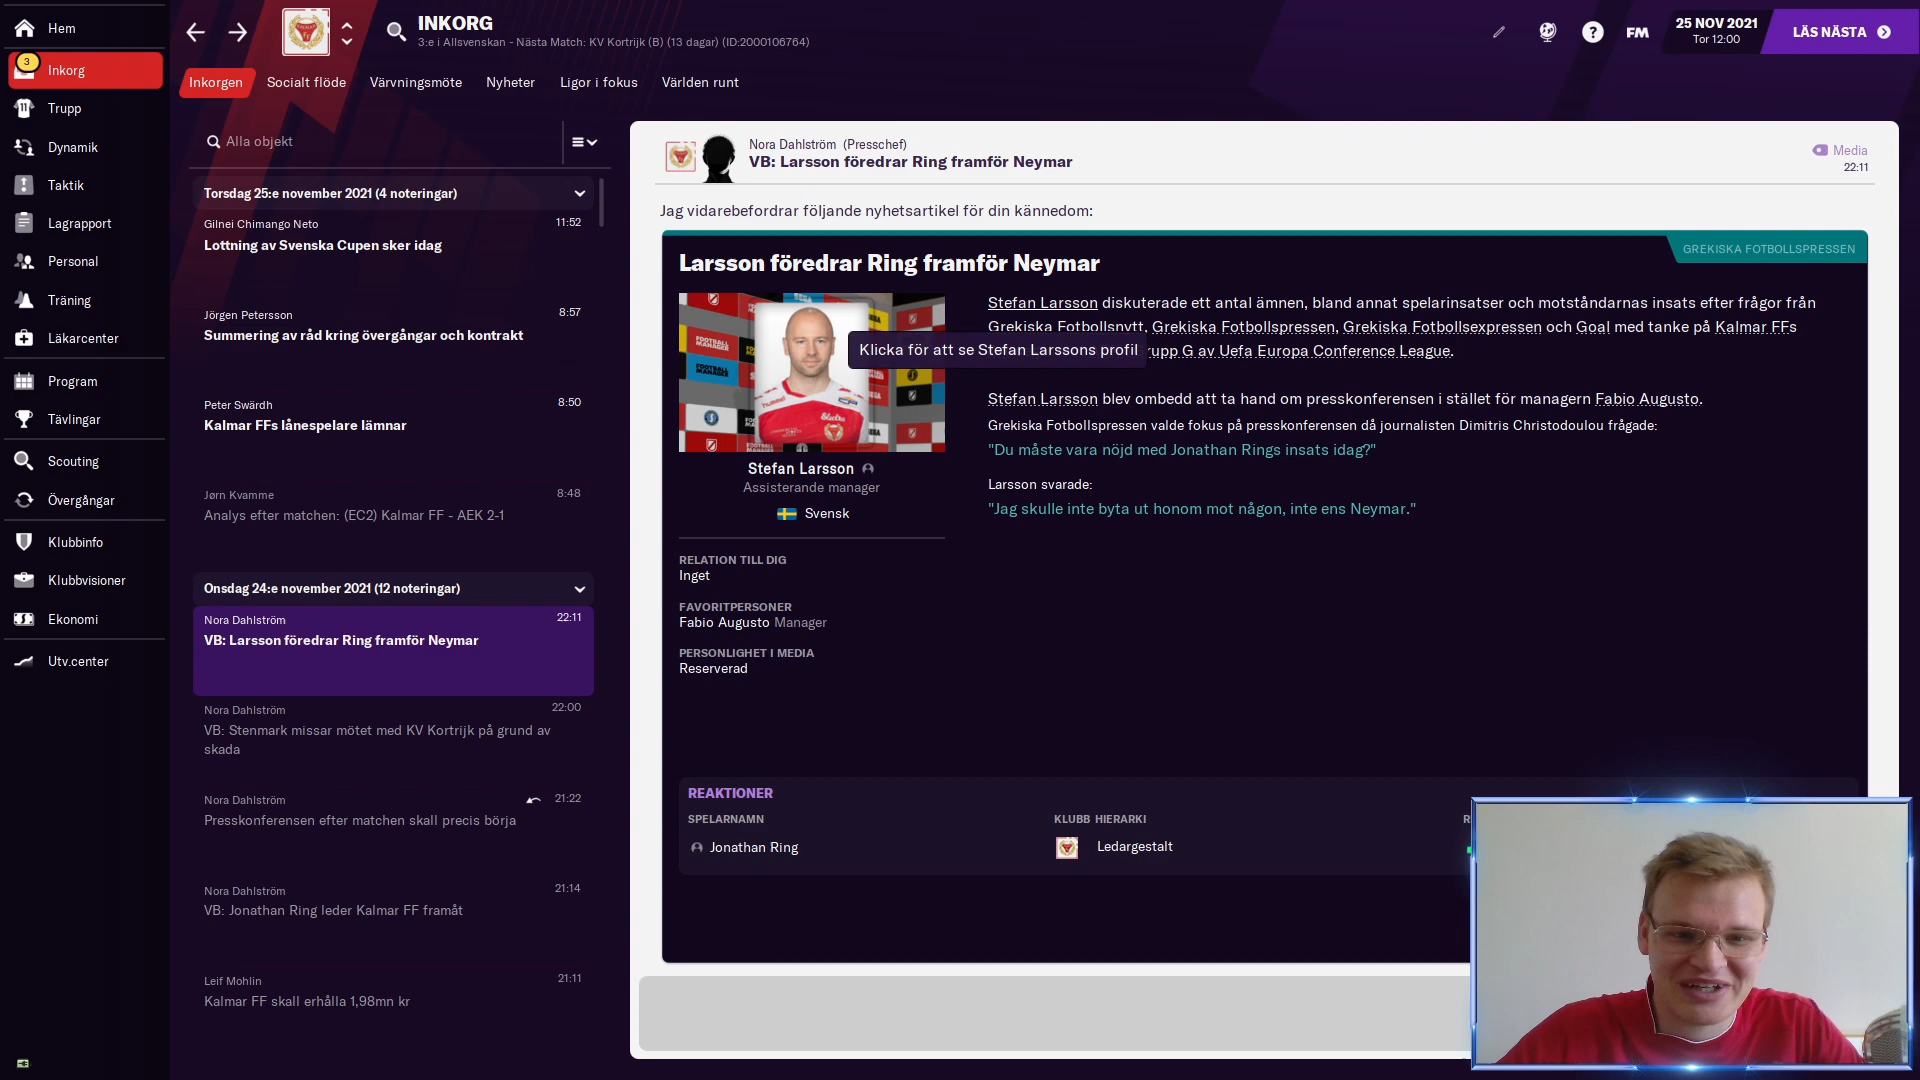 Hem
3
Inkorg
Trupp
Dynamik
Taktik
Lagrapport
Personal
Träning
Läkarcenter
Program
Tävlingar
Scouting
Övergångar
Klubbinfo
Klubbvisioner
Ekonomi
Utv.center
INKORG
3:e i Allsvenskan - Nästa Match: KV Kortrijk (B) (13 dagar) (ID:2000106764)
FM
25 NOV 2021
Tor 12:00
LÄS NÄSTA
Inkorgen
Socialt flöde
Värvningsmöte
Nyheter
Ligor i fokus
Världen runt
Alla objekt
Torsdag 25:e november 2021 (4 noteringar)
Gilnei Chimango Neto
11:52
Lottning av Svenska Cupen sker idag
Jörgen Petersson
8:57
Summering av råd kring övergångar och kontrakt
Peter Swärdh
8:50
Kalmar FFs lånespelare lämnar
Jørn Kvamme
8:48
Analys efter matchen: (EC2) Kalmar FF - AEK 2-1
Onsdag 24:e november 2021 (12 noteringar)
Nora Dahlström
22:11
VB: Larsson föredrar Ring framför Neymar
Nora Dahlström
22:00
VB: Stenmark missar mötet med KV Kortrijk på grund av
skada
Nora Dahlström
21:22
Presskonferensen efter matchen skall precis börja
Nora Dahlström
21:14
VB: Jonathan Ring leder Kalmar FF framåt
Leif Mohlin
21:11
Kalmar FF skall erhålla 1,98mn kr
Nora Dahlström (Presschef)
VB: Larsson föredrar Ring framför Neymar
Media
22:11
Jag vidarebefordrar följande nyhetsartikel för din kännedom:
GREKISKA FOTBOLLSPRESSEN
Larsson föredrar Ring framför Neymar
Stefan Larsson diskuterade ett antal ämnen, bland annat spelarinsatser och motståndarnas insats efter frågor från
Grekiska Fotbollsnytt, Grekiska Fotbollspressen, Grekiska Fotbollsexpressen och Goal med tanke på Kalmar FFs
Klicka för att se Stefan Larssons profil
rupp G av Uefa Europa Conference League.
Stefan Larsson blev ombedd att ta hand om presskonferensen i stället för managern Fabio Augusto.
Grekiska Fotbollspressen valde fokus på presskonferensen då journalisten Dimitris Christodoulou frågade:
"Du måste vara nöjd med Jonathan Rings insats idag?"
Larsson svarade:
"Jag skulle inte byta ut honom mot någon, inte ens Neymar."
FOOTBALL
MANAGER
Stefan Larsson
Assisterande manager
Svensk
RELATION TILL DIG
Inget
FAVORITPERSONER
Fabio Augusto Manager
PERSONLIGHET I MEDIA
Reserverad
REAKTIONER
SPELARNAMN
KLUBB HIERARKI
R
Jonathan Ring
Ledargestalt